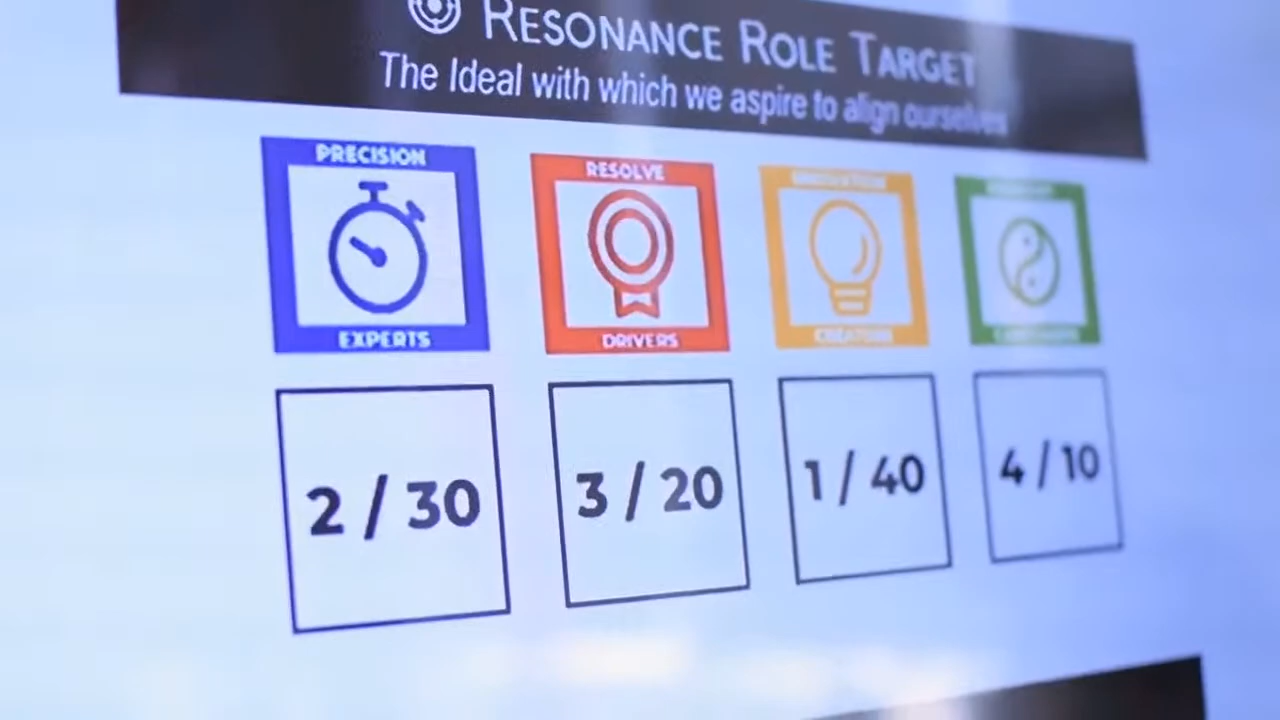 RESONANCE ROLE TARGET
The Ideal with which we aspire to align ourselves
PRECISION
EXPERTS
RESOLVE
DRIVERS
CREATORS
2 / 30
3 / 20
1 / 40
4 / 10